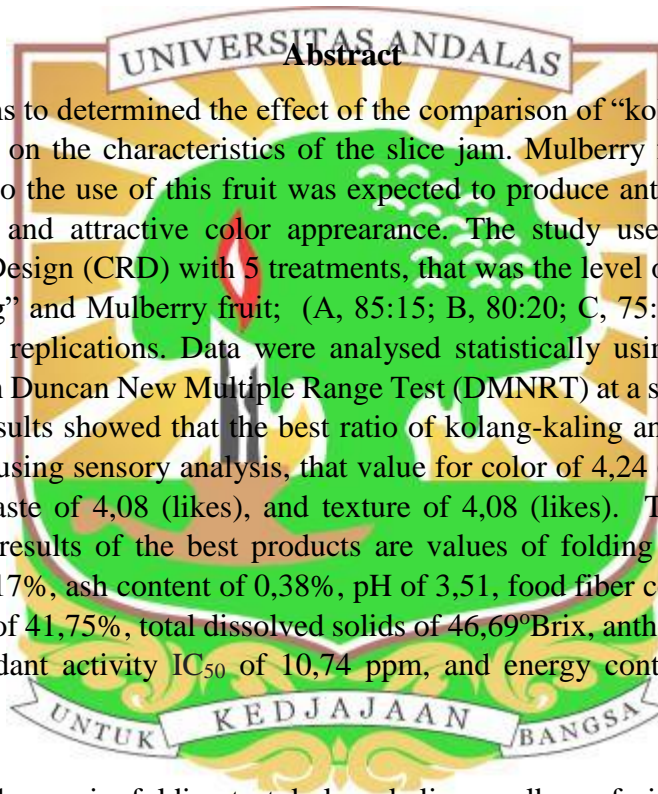 UNIVERSITAS ANDALAS
Abstract
to determined the effect of the comparison of “ko
on the characteristics of the slice jam. Mulberry
o the use of this fruit was expected to produce ant
and attractive color apprearance. The study use
Design (CRD) with 5 treatments, that was the level o
g” and Mulberry fruit; (A, 85:15; B, 80:20; C, 75:
replications. Data were analysed statistically usin
n Duncan New Multiple Range Test (DMNRT) at a s
sults showed that the best ratio of kolang-kaling an
using sensory analysis, that value for color of 4,24
aste of 4,08 (likes), and texture of 4,08 (likes). T
results of the best products are values of folding
17%, ash content of 0,38%, pH of 3,51, food fiber c
of 41,75%, total dissolved solids of 46,69oBrix, anth
dant activity IC50 of 10,74 ppm, and energy cont
UNTUK KEDJAJAAN BANGSA